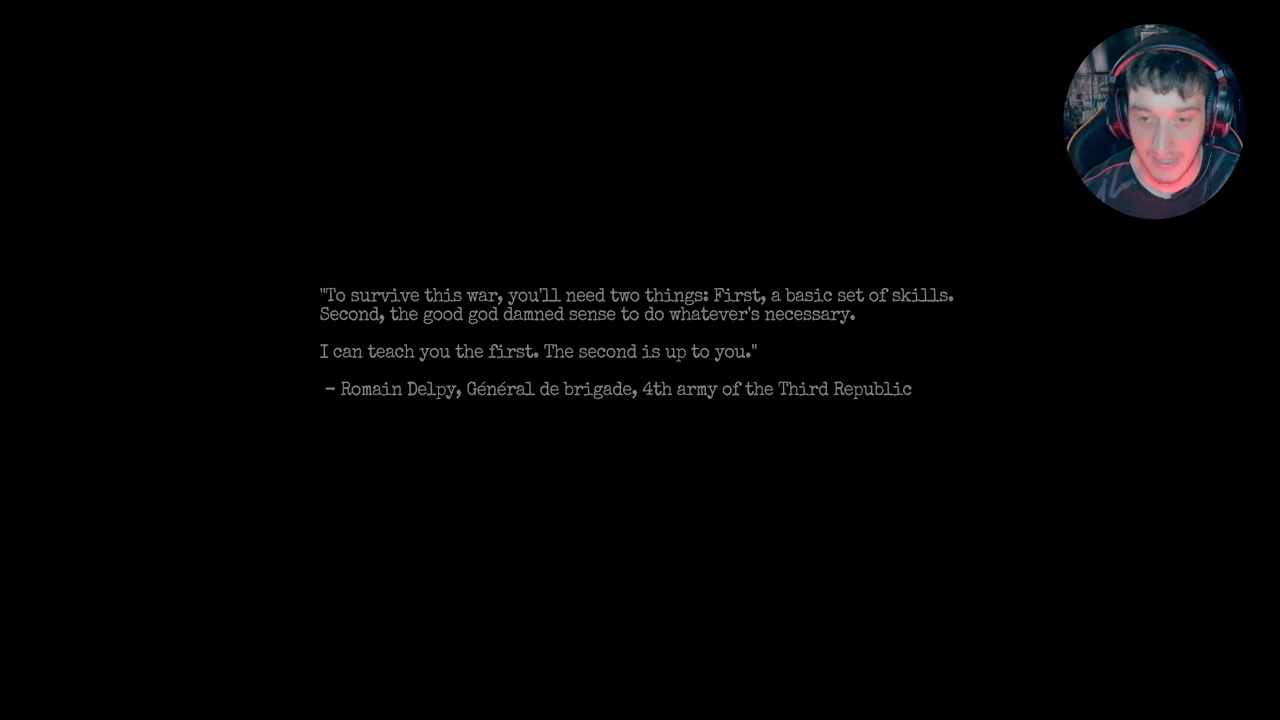 "To survive this war, you'll need two things: First, a basic set of skills.
Second, the good god damned sense to do whatever's necessary.
I can teach you the first. The second is up to you."
- Romain Delpy, Général de brigade, 4th army of the Third Republic